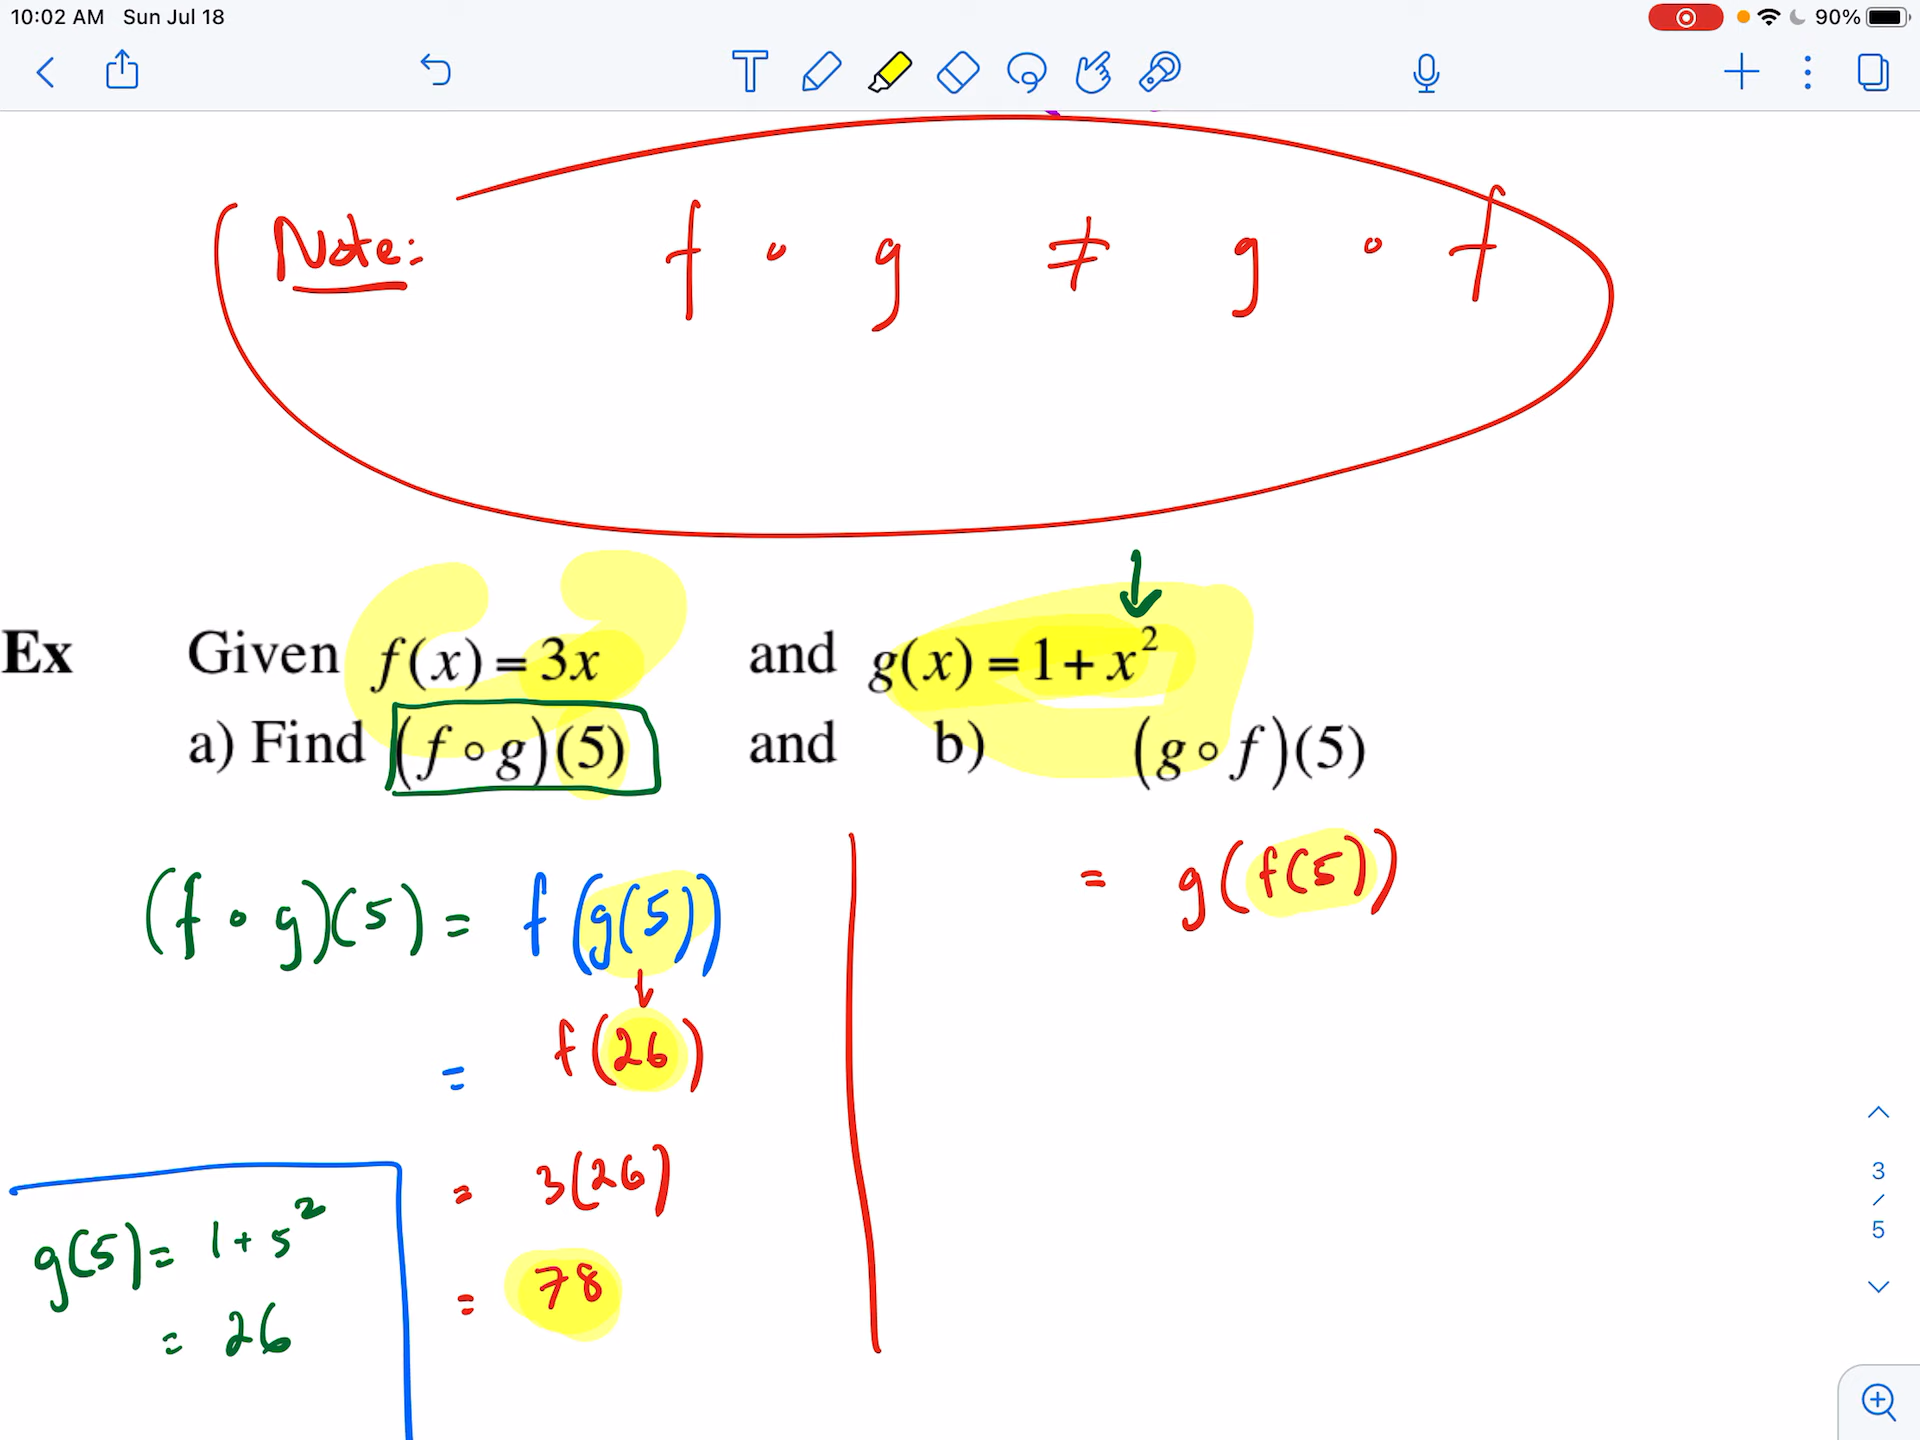 10:02 AM Sun Jul 18
90%
T
Note: f ∘ g ≠ g ∘ f
Ex Given f(x) = 3x and g(x) = 1 + x²
a) Find (f ∘ g)(5) and b) (g ∘ f)(5)
= g(f(5))
(f ∘ g)(5) = f(g(5))
= f(26)
= 3(26)
= 78
g(5) = 1 + 5²
= 26
3
/
5